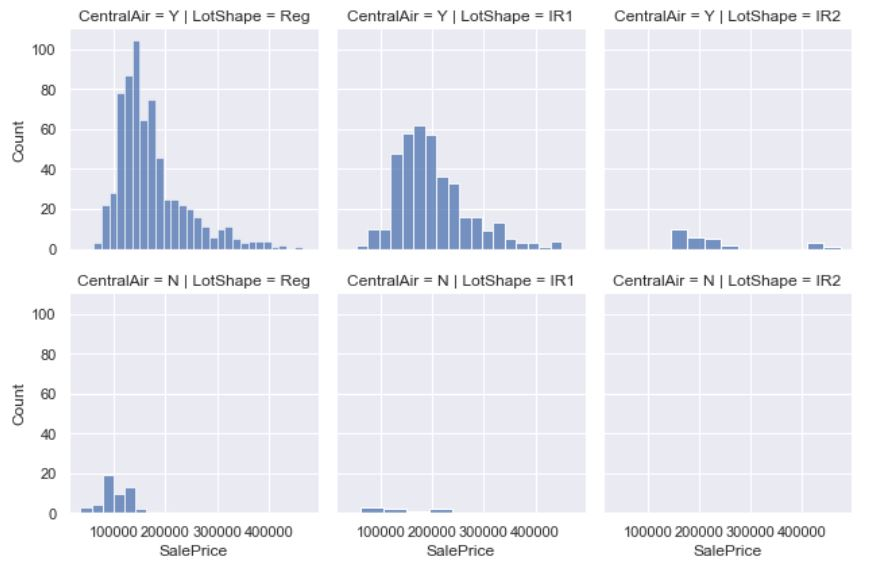 CentralAir = Y | LotShape = Reg
CentralAir = Y | LotShape = IR1
CentralAir = Y | LotShape = IR2
100
80
60
40
20
0
Count
CentralAir = N | LotShape = Reg
CentralAir = N | LotShape = IR1
CentralAir = N | LotShape = IR2
100
80
60
40
20
0
Count
100000 200000 300000 400000
100000 200000 300000 400000
100000 200000 300000 400000
SalePrice
SalePrice
SalePrice